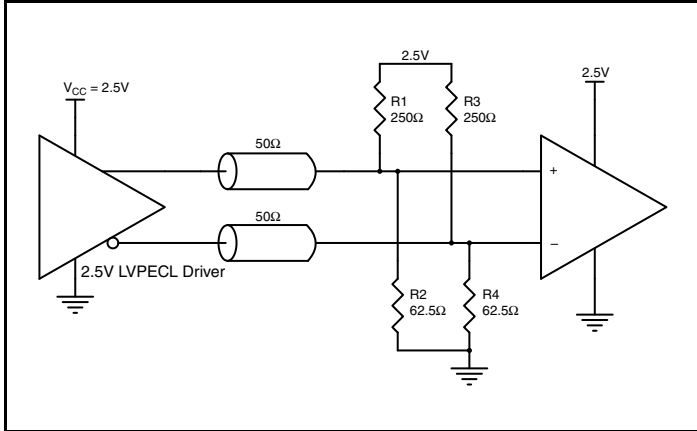 2.5V
V_CC = 2.5V
2.5V
R1
250Ω
R3
250Ω
50Ω
+
50Ω
−
2.5V LVPECL Driver
R2
62.5Ω
R4
62.5Ω